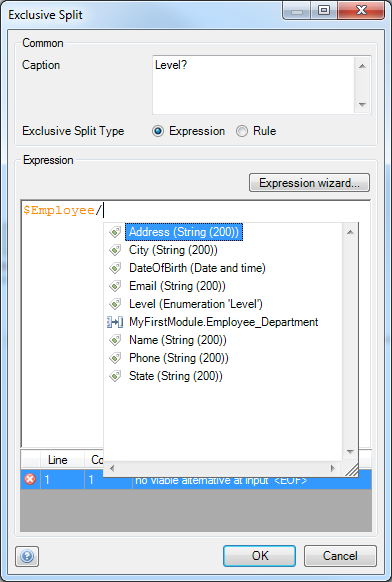 Exclusive Split
Common
Caption
Level?
Exclusive Split Type
Expression
Rule
Expression
Expression wizard...
$Employee/
Address (String (200))
City (String (200))
DateOfBirth (Date and time)
Email (String (200))
Level (Enumeration 'Level')
MyFirstModule.Employee_Department
Name (String (200))
Phone (String (200))
State (String (200))
Line
1
1
no viable alternative at input '<EOF>'
OK
Cancel